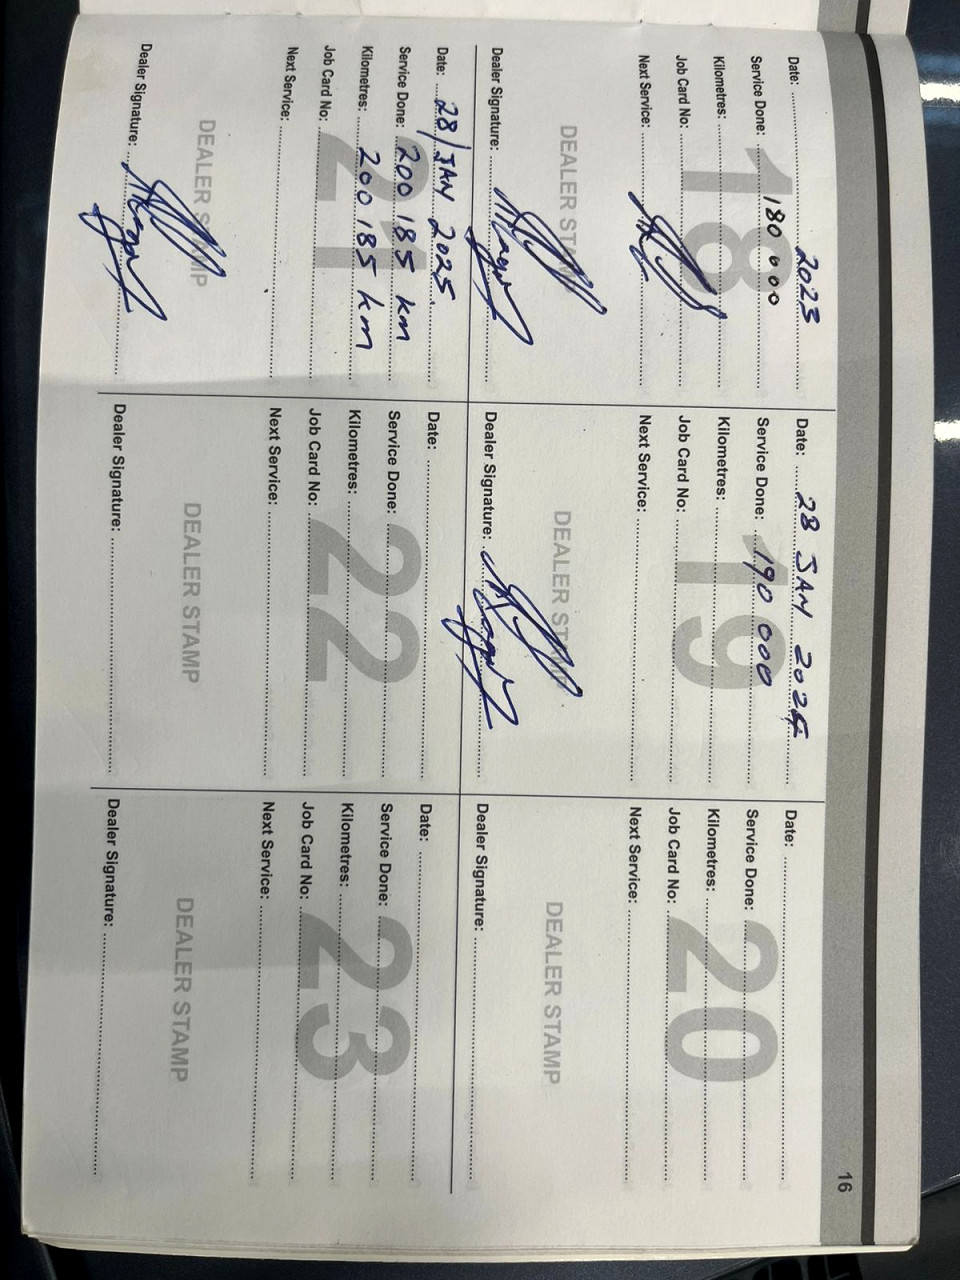 16
Date: 2023
Service Done: 180 000
Kilometres:
Job Card No:
Next Service:
18
DEALER STAMP
Dealer Signature:
Date: 28 JAN 2024
Service Done: 190 000
Kilometres:
Job Card No:
Next Service:
19
DEALER STAMP
Dealer Signature:
Date:
Service Done:
Kilometres:
Job Card No:
Next Service:
20
DEALER STAMP
Dealer Signature:
Date: 28/JAN 2025
Service Done: 200 185 km
Kilometres: 200 185 km
Job Card No:
Next Service:
21
DEALER STAMP
Dealer Signature:
Date:
Service Done:
Kilometres:
Job Card No:
Next Service:
22
DEALER STAMP
Dealer Signature:
Date:
Service Done:
Kilometres:
Job Card No:
Next Service:
23
DEALER STAMP
Dealer Signature: